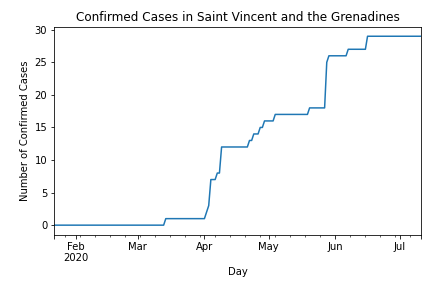 Confirmed Cases in Saint Vincent and the Grenadines
Number of Confirmed Cases
30
25
20
15
10
5
0
Feb
2020
Mar
Apr
May
Jun
Jul
Day